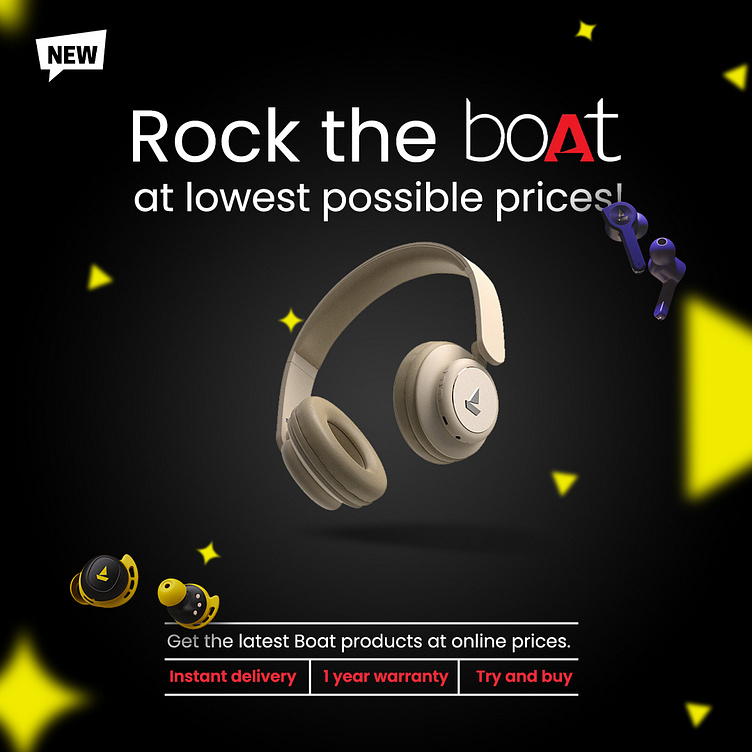 NEW
Rock the boAt
at lowest possible prices!
Get the latest Boat products at online prices.
Instant delivery
1 year warranty
Try and buy